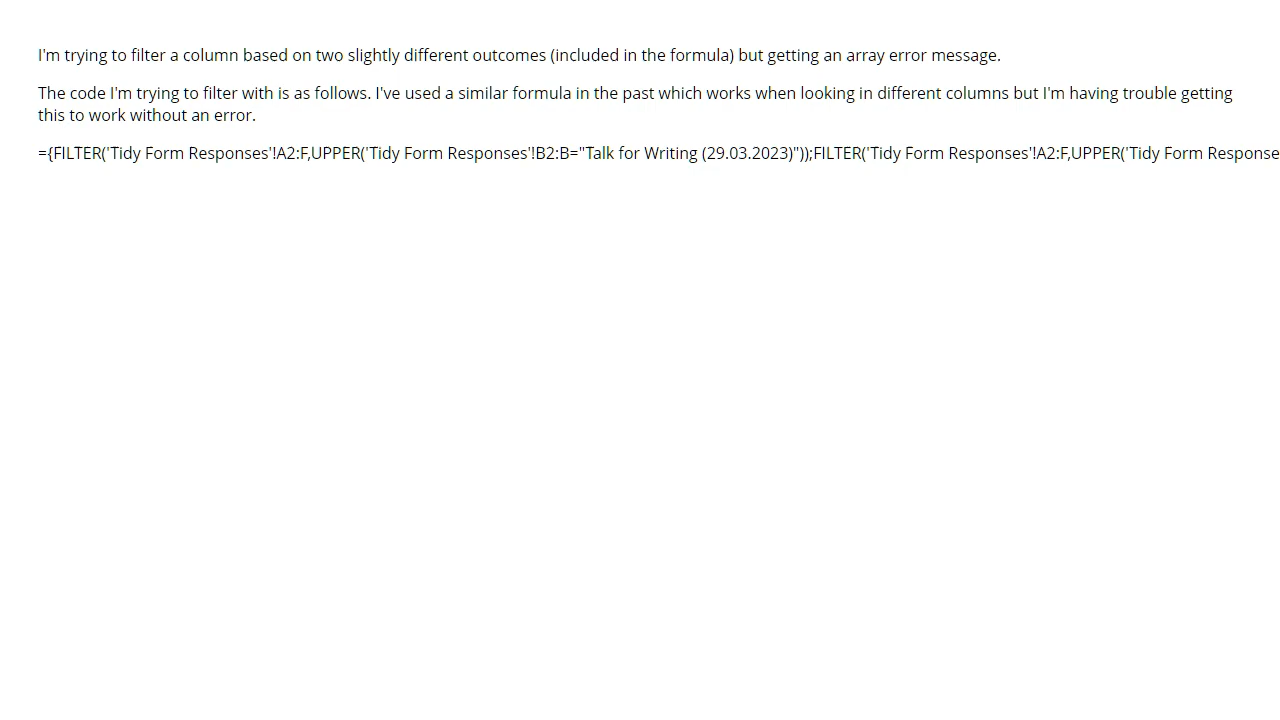 I'm trying to filter a column based on two slightly different outcomes (included in the formula) but getting an array error message.
The code I'm trying to filter with is as follows. I've used a similar formula in the past which works when looking in different columns but I'm having trouble getting
this to work without an error.
={FILTER('Tidy Form Responses'!A2:F,UPPER('Tidy Form Responses'!B2:B="Talk for Writing (29.03.2023)"));FILTER('Tidy Form Responses'!A2:F,UPPER('Tidy Form Response